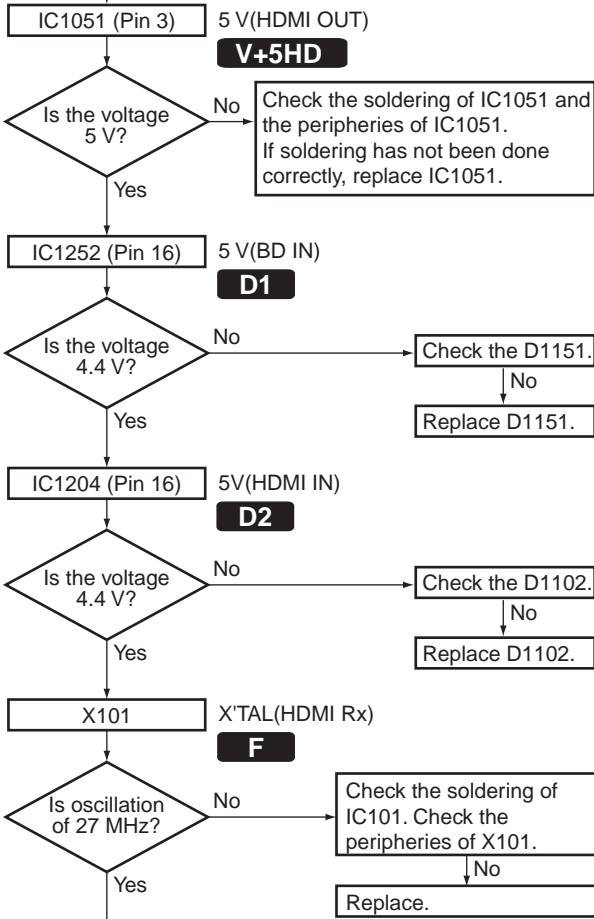 IC1051 (Pin 3)
5 V(HDMI OUT)
V+5HD
Is the voltage
5 V?
No
Check the soldering of IC1051 and
the peripheries of IC1051.
If soldering has not been done
correctly, replace IC1051.
Yes
IC1252 (Pin 16)
5 V(BD IN)
D1
Is the voltage
4.4 V?
No
Check the D1151.
No
Replace D1151.
Yes
IC1204 (Pin 16)
5V(HDMI IN)
D2
Is the voltage
4.4 V?
No
Check the D1102.
No
Replace D1102.
Yes
X101
X'TAL(HDMI Rx)
F
Is oscillation
of 27 MHz?
No
Check the soldering of
IC101. Check the
peripheries of X101.
No
Replace.
Yes